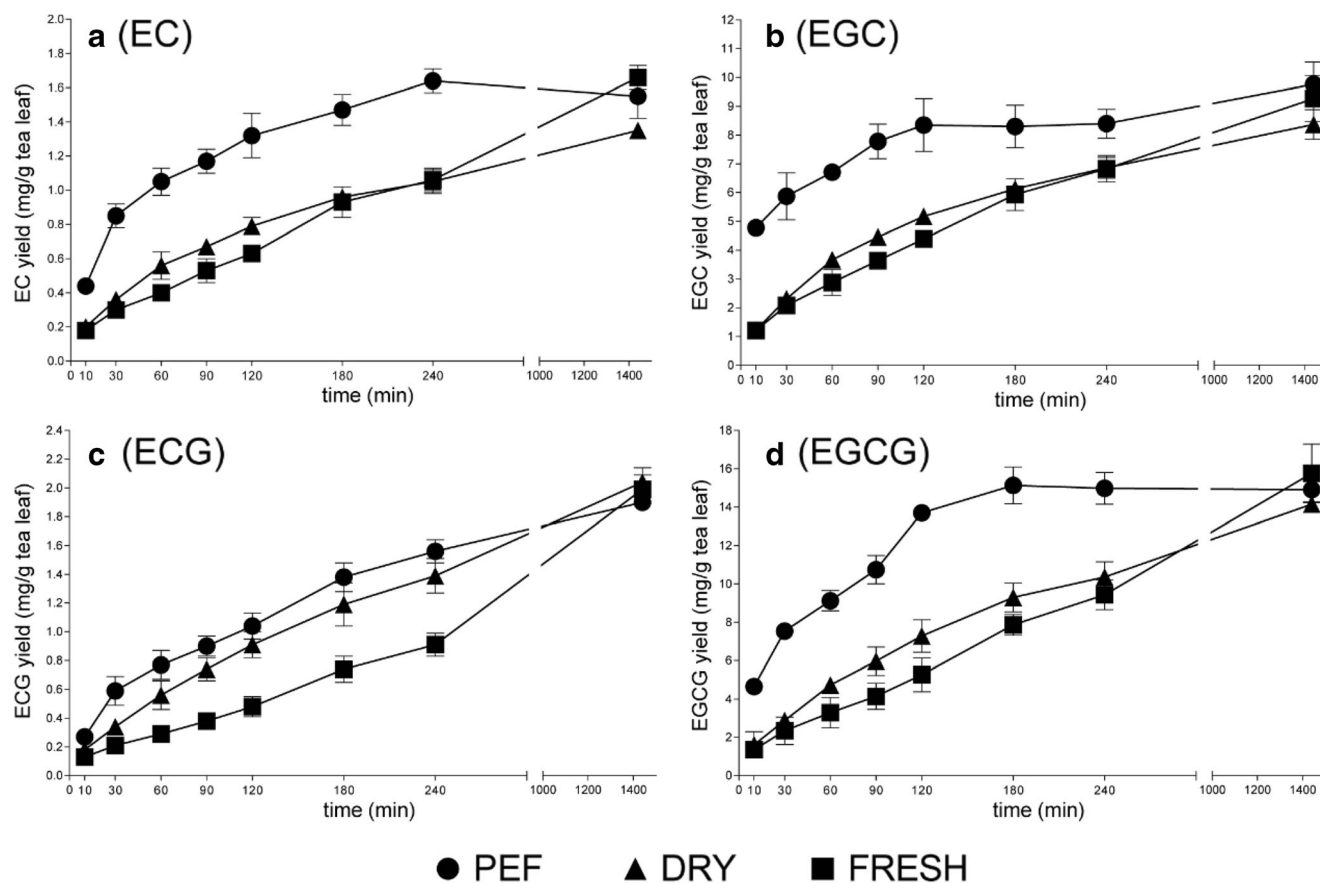 a (EC)
EC yield (mg/g tea leaf)
2.0
1.8
1.6
1.4
1.2
1.0
0.8
0.6
0.4
0.2
0.0
0 10 30 60 90 120 180 240 1000 1200 1400
time (min)
b (EGC)
EGC yield (mg/g tea leaf)
12
11
10
9
8
7
6
5
4
3
2
1
0
0 10 30 60 90 120 180 240 1000 1200 1400
time (min)
c (ECG)
ECG yield (mg/g tea leaf)
2.4
2.2
2.0
1.8
1.6
1.4
1.2
1.0
0.8
0.6
0.4
0.2
0.0
0 10 30 60 90 120 180 240 1000 1200 1400
time (min)
d (EGCG)
EGCG yield (mg/g tea leaf)
18
16
14
12
10
8
6
4
2
0
0 10 30 60 90 120 180 240 1000 1200 1400
time (min)
PEF DRY FRESH